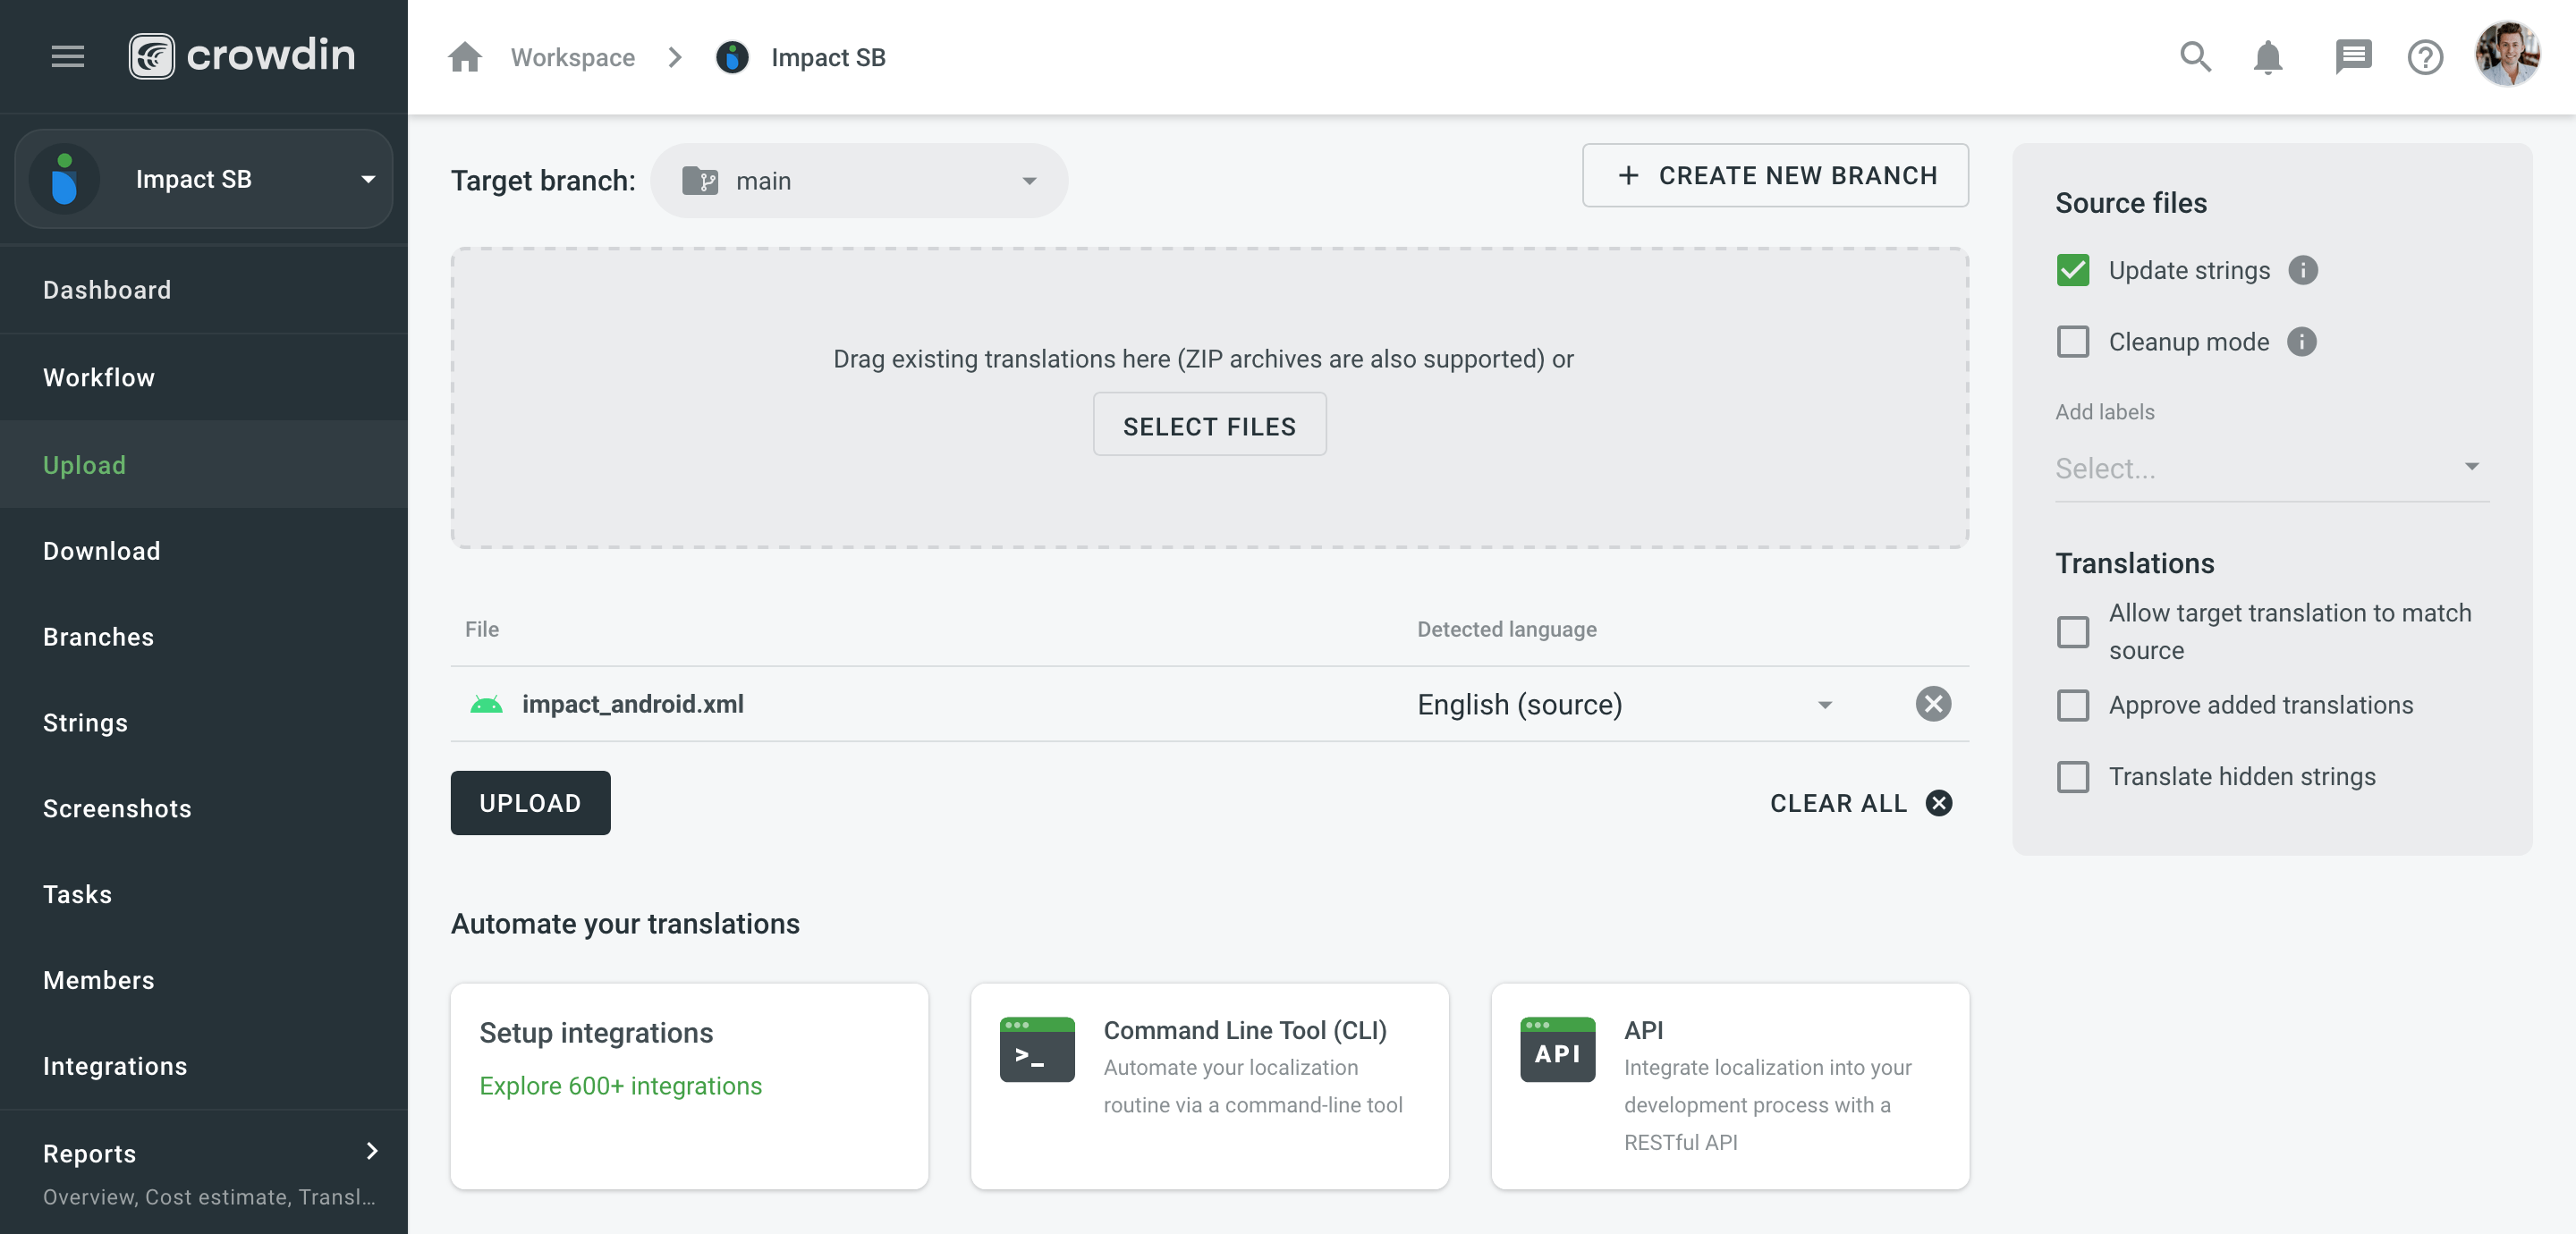 crowdin
Workspace
Impact SB
Impact SB
Dashboard
Workflow
Upload
Download
Branches
Strings
Screenshots
Tasks
Members
Integrations
Reports
Overview, Cost estimate, Transl...
Target branch:
main
+ CREATE NEW BRANCH
Drag existing translations here (ZIP archives are also supported) or
SELECT FILES
File
Detected language
impact_android.xml
English (source)
UPLOAD
CLEAR ALL
Automate your translations
Setup integrations
Explore 600+ integrations
>_
Command Line Tool (CLI)
Automate your localization
routine via a command-line tool
API
API
Integrate localization into your
development process with a
RESTful API
Source files
Update strings
Cleanup mode
Add labels
Select...
Translations
Allow target translation to match
source
Approve added translations
Translate hidden strings